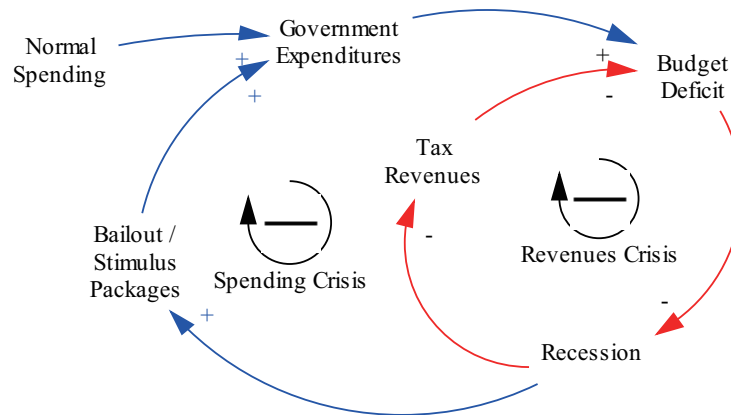 Normal
Spending
Government
Expenditures
+
+
+
-
Budget
Deficit
Tax
Revenues
-
Bailout /
Stimulus
Packages
+
Spending Crisis
Revenues Crisis
-
Recession